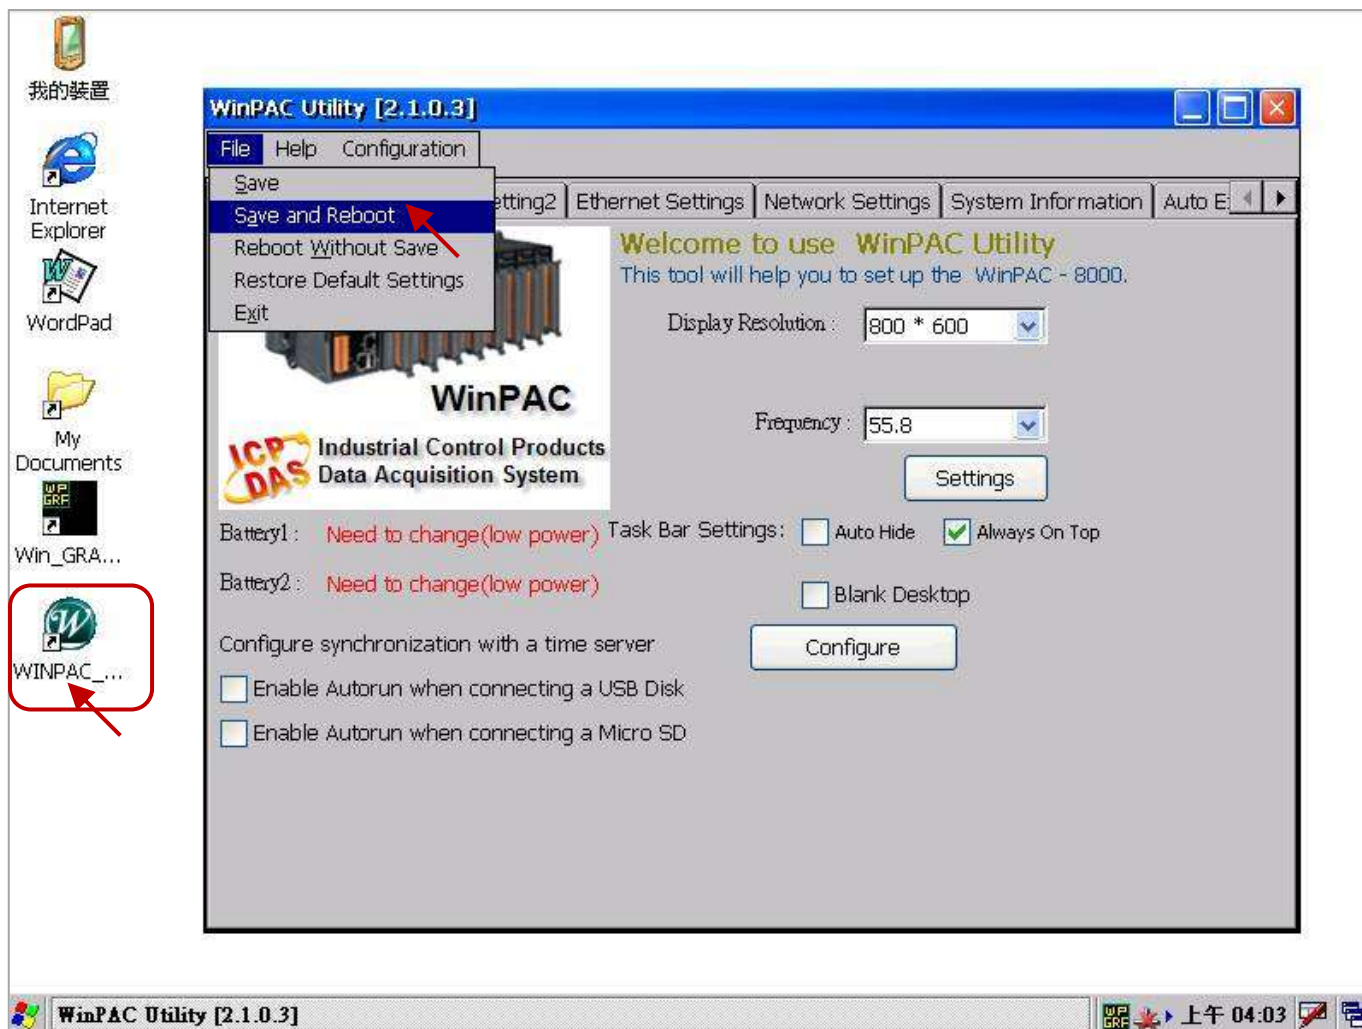 我的裝置
Internet
Explorer
WordPad
My
Documents
WP
GRF
Win_GRA...
WINPAC_...
WinPAC Utility [2.1.0.3]
File Help Configuration
Save
Save and Reboot
Reboot Without Save
Restore Default Settings
Exit
etting2 Ethernet Settings Network Settings System Information Auto E
Welcome to use WinPAC Utility
This tool will help you to set up the WinPAC - 8000.
Display Resolution : 800 * 600
Frequency : 55.8
Settings
WinPAC
ICP DAS
Industrial Control Products
Data Acquisition System
Battery1 : Need to change(low power)
Task Bar Settings: Auto Hide Always On Top
Battery2 : Need to change(low power)
Blank Desktop
Configure synchronization with a time server Configure
Enable Autorun when connecting a USB Disk
Enable Autorun when connecting a Micro SD
WinPAC Utility [2.1.0.3]
WP
GRF
上午 04:03